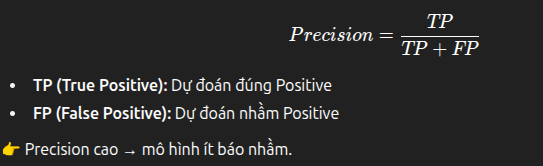 Precision = TP / (TP + FP)
• TP (True Positive): Dự đoán đúng Positive
• FP (False Positive): Dự đoán nhầm Positive
👉 Precision cao → mô hình ít báo nhầm.